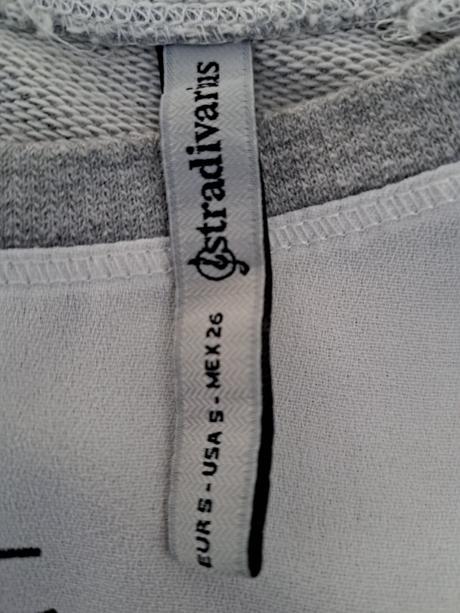 stradivarius
EUR S - USA S - MEX 26